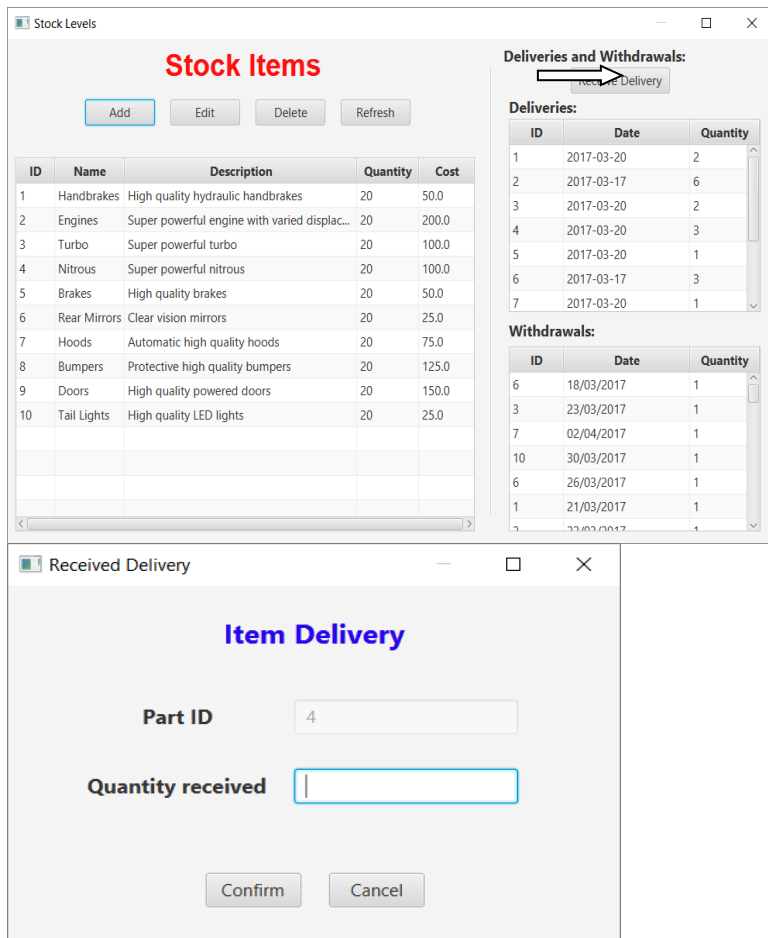 Stock Levels
Stock Items
Add Edit Delete Refresh
ID Name Description Quantity Cost
1 Handbrakes High quality hydraulic handbrakes 20 50.0
2 Engines Super powerful engine with varied displac... 20 200.0
3 Turbo Super powerful turbo 20 100.0
4 Nitrous Super powerful nitrous 20 100.0
5 Brakes High quality brakes 20 50.0
6 Rear Mirrors Clear vision mirrors 20 25.0
7 Hoods Automatic high quality hoods 20 75.0
8 Bumpers Protective high quality bumpers 20 125.0
9 Doors High quality powered doors 20 150.0
10 Tail Lights High quality LED lights 20 25.0
Deliveries and Withdrawals:
Receive Delivery
Deliveries:
ID Date Quantity
1 2017-03-20 2
2 2017-03-17 6
3 2017-03-20 2
4 2017-03-20 3
5 2017-03-20 1
6 2017-03-17 3
7 2017-03-20 1
Withdrawals:
ID Date Quantity
6 18/03/2017 1
3 23/03/2017 1
7 02/04/2017 1
10 30/03/2017 1
6 26/03/2017 1
1 21/03/2017 1
Received Delivery
Item Delivery
Part ID 4
Quantity received
Confirm Cancel